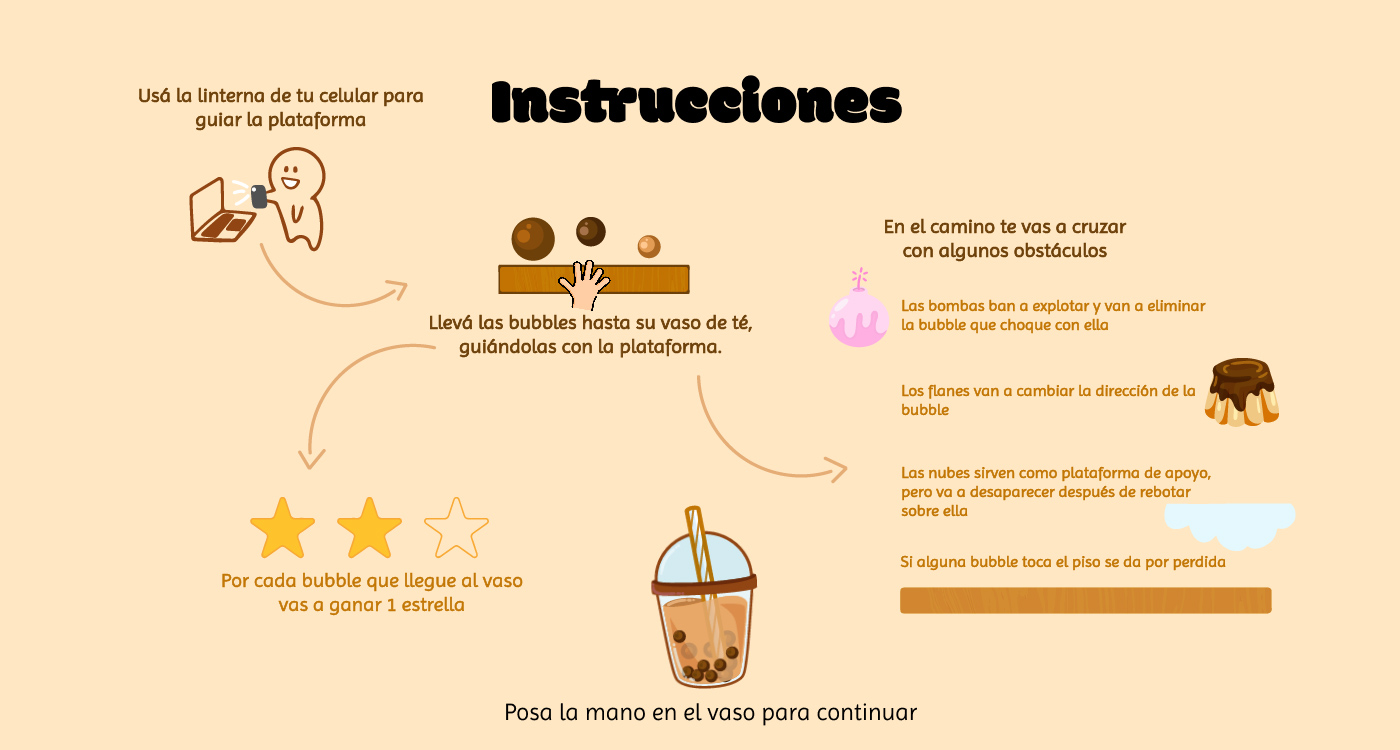 Instrucciones
Usá la linterna de tu celular para
guiar la plataforma
Llevá las bubbles hasta su vaso de té,
guiándolas con la plataforma.
Por cada bubble que llegue al vaso
vas a ganar 1 estrella
En el camino te vas a cruzar
con algunos obstáculos
Las bombas ban a explotar y van a eliminar
la bubble que choque con ella
Los flanes van a cambiar la dirección de la
bubble
Las nubes sirven como plataforma de apoyo,
pero va a desaparecer después de rebotar
sobre ella
Si alguna bubble toca el piso se da por perdida
Posa la mano en el vaso para continuar